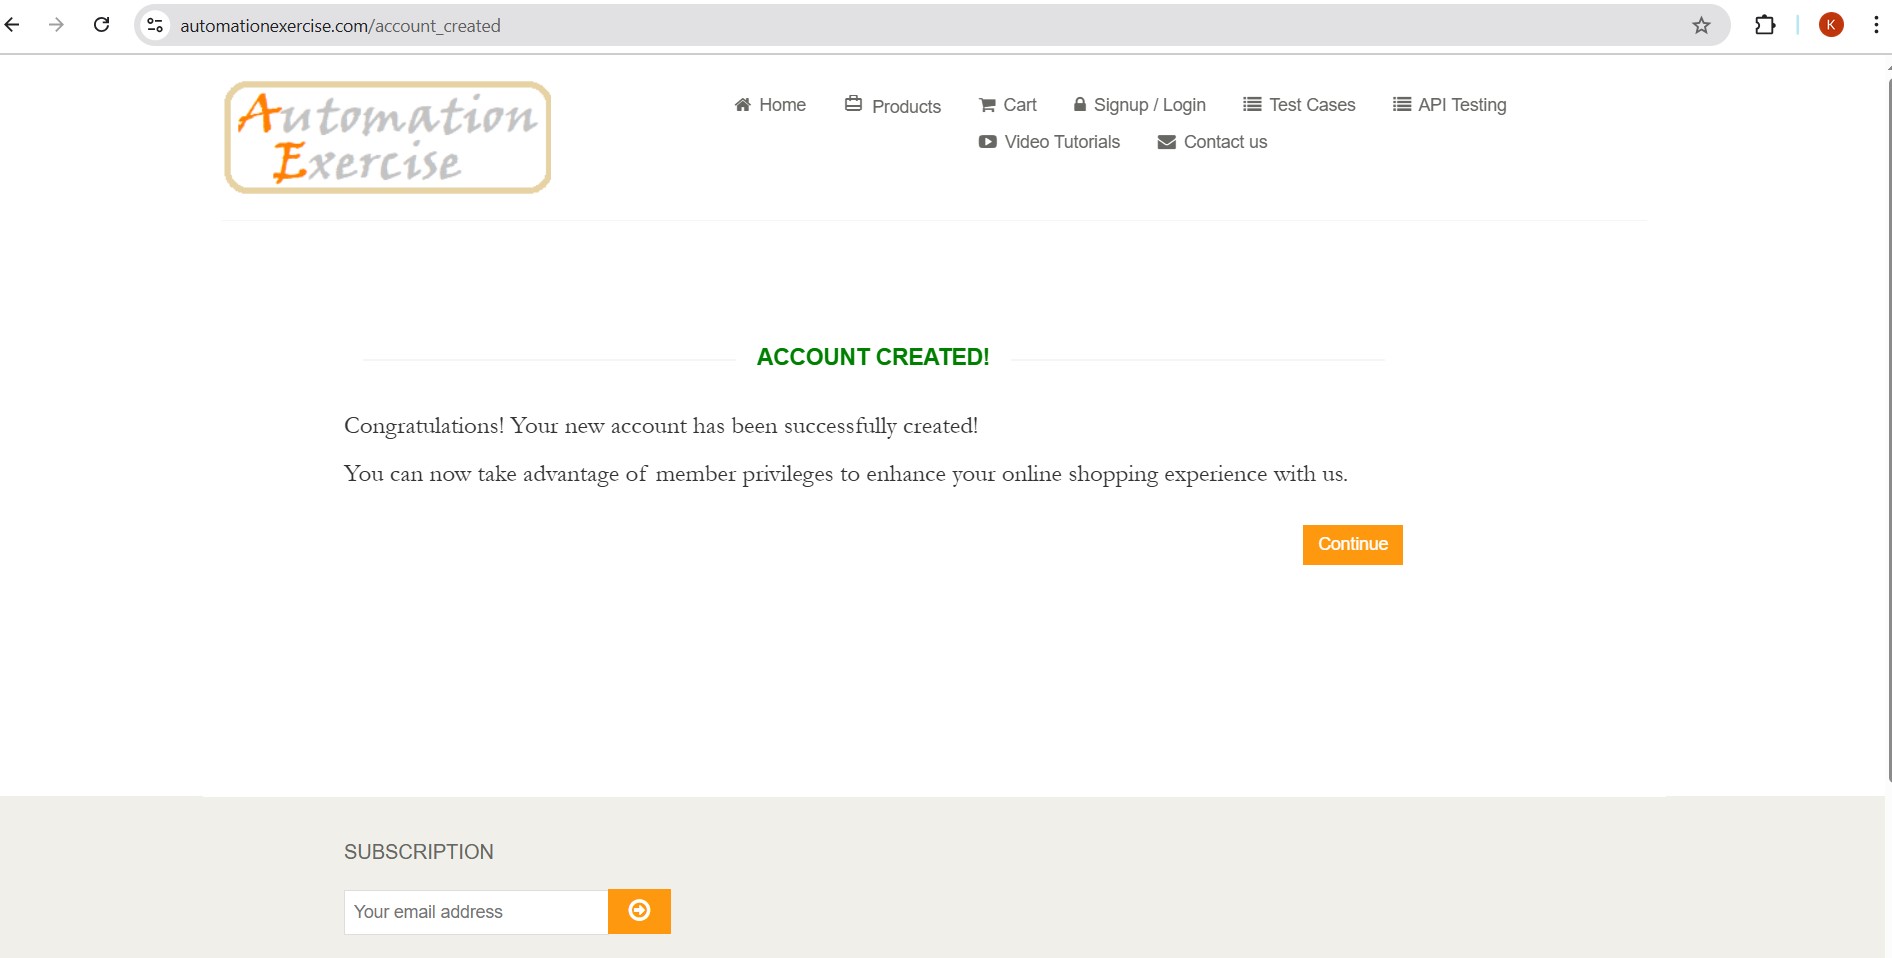 automationexercise.com/account_created
K
Automation
Exercise
Home Products Cart Signup / Login Test Cases API Testing
Video Tutorials Contact us
ACCOUNT CREATED!
Congratulations! Your new account has been successfully created!
You can now take advantage of member privileges to enhance your online shopping experience with us.
Continue
SUBSCRIPTION
Your email address